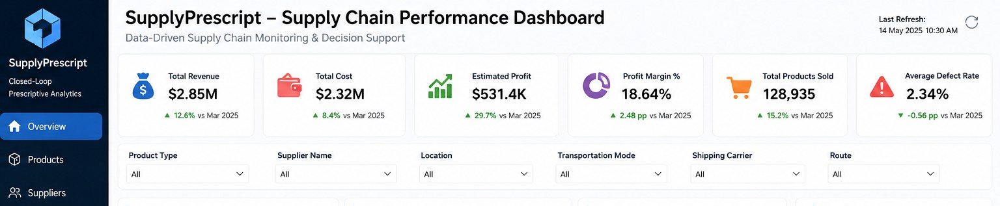 SupplyPrescript
Closed-Loop
Prescriptive Analytics
Overview
Products
Suppliers
SupplyPrescript – Supply Chain Performance Dashboard
Data-Driven Supply Chain Monitoring & Decision Support
Last Refresh:
14 May 2025 10:30 AM
Total Revenue
$2.85M
▲ 12.6% vs Mar 2025
Total Cost
$2.32M
▲ 8.4% vs Mar 2025
Estimated Profit
$531.4K
▲ 29.7% vs Mar 2025
Profit Margin %
18.64%
▲ 2.48 pp vs Mar 2025
Total Products Sold
128,935
▲ 15.2% vs Mar 2025
Average Defect Rate
2.34%
▼ -0.56 pp vs Mar 2025
Product Type
All
Supplier Name
All
Location
All
Transportation Mode
All
Shipping Carrier
All
Route
All